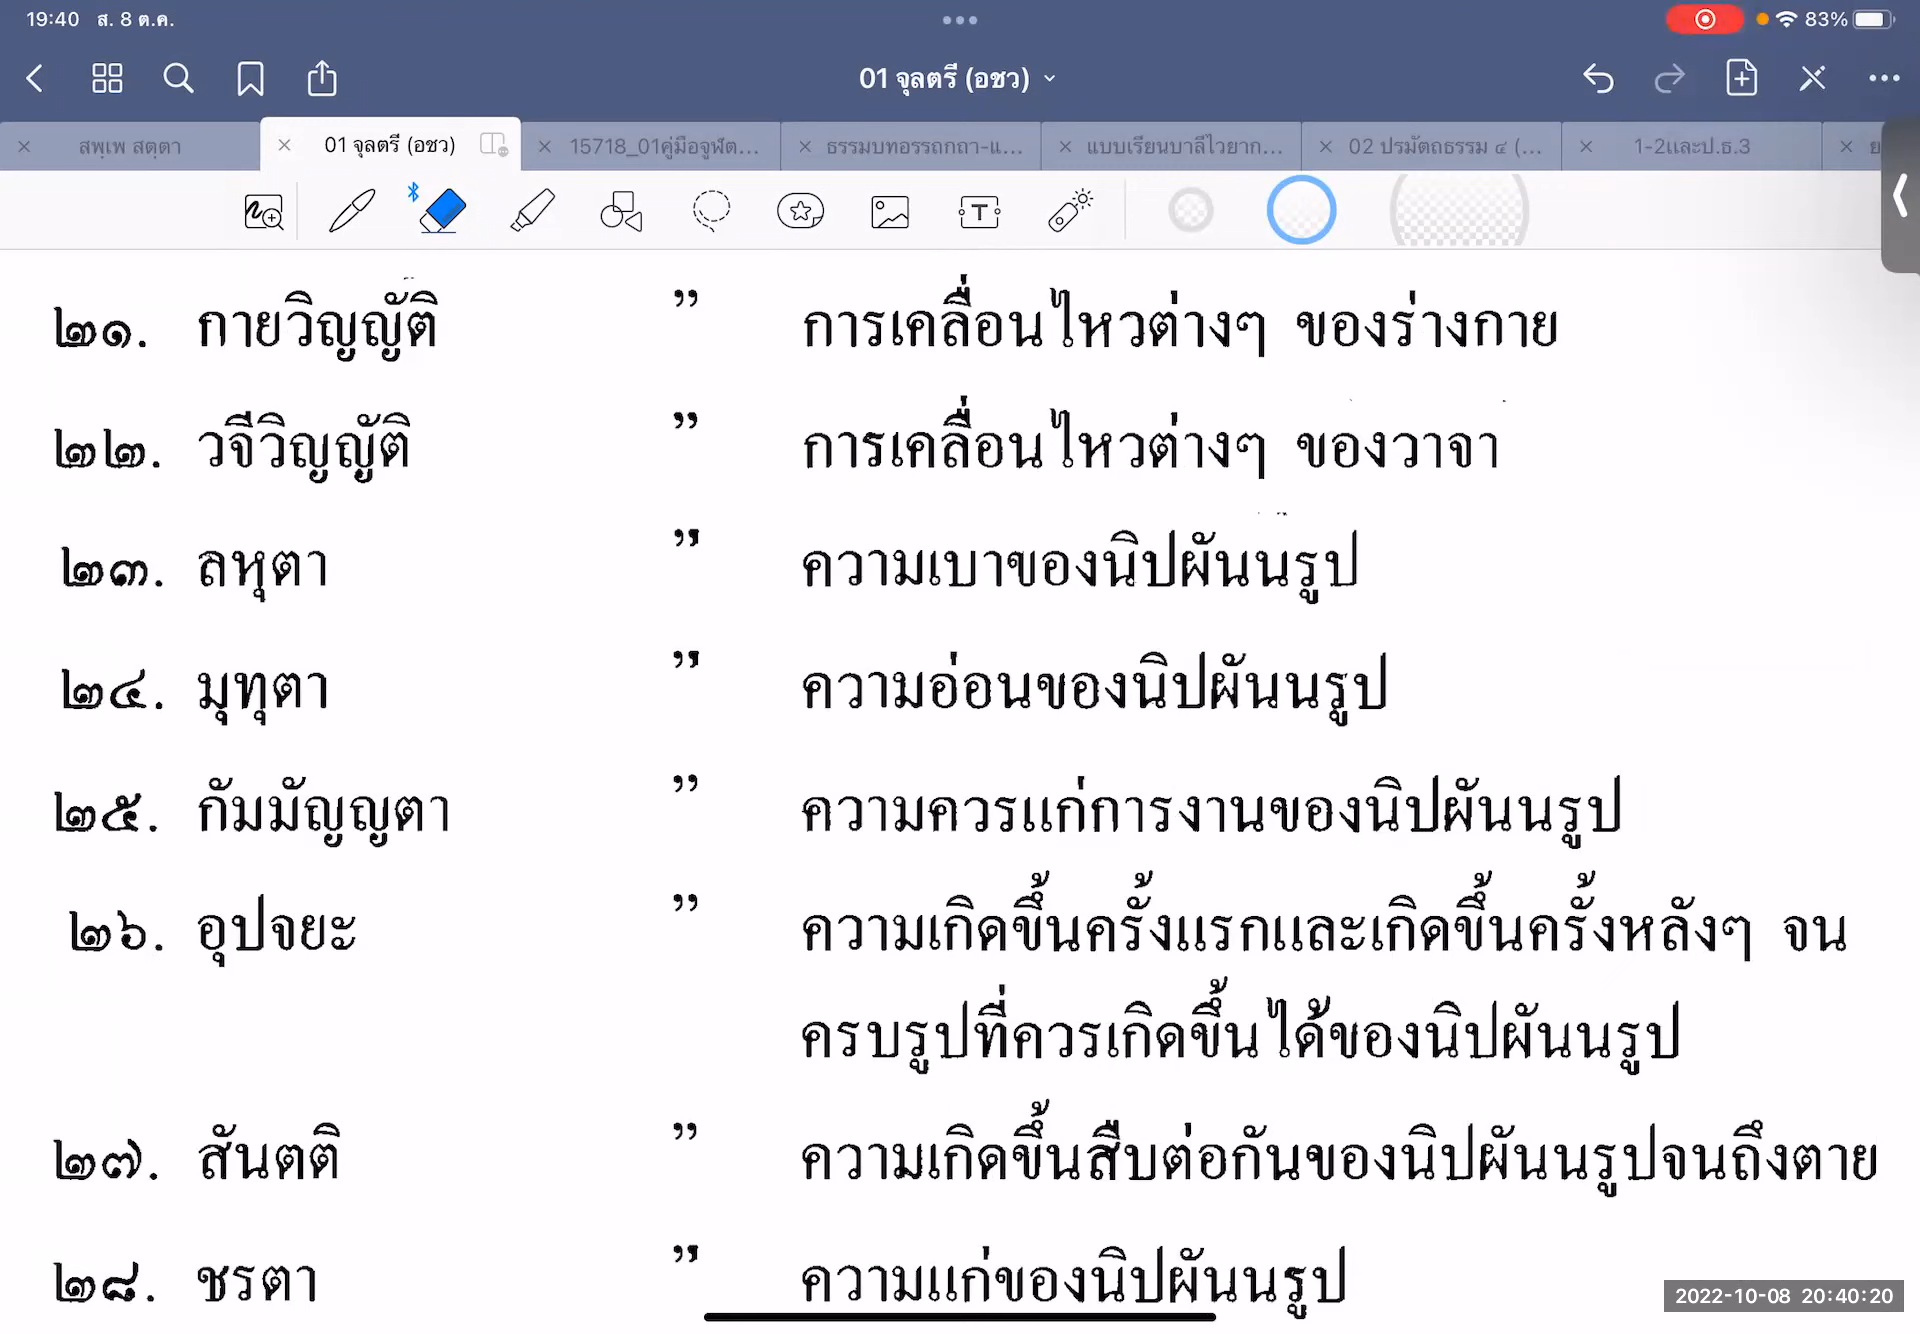 19:40 ส. 8 ต.ค.
83%
01 จุลตรี (อชว)
สพฺเพ สตฺตา
01 จุลตรี (อชว)
15718_01คู่มือจูฬัต...
ธรรมบทอรรถกถา-แ...
แบบเรียนบาลีไวยาก...
02 ปรมัตถธรรม ๔ (...
1-2และป.ธ.3
ย
๒๑. กายวิญญัติ ” การเคลื่อนไหวต่างๆ ของร่างกาย
๒๒. วจีวิญญัติ ” การเคลื่อนไหวต่างๆ ของวาจา
๒๓. ลหุตา ” ความเบาของนิปผันนรูป
๒๔. มุทุตา ” ความอ่อนของนิปผันนรูป
๒๕. กัมมัญญตา ” ความควรแก่การงานของนิปผันนรูป
๒๖. อุปจยะ ” ความเกิดขึ้นครั้งแรกและเกิดขึ้นครั้งหลังๆ จน
ครบรูปที่ควรเกิดขึ้นได้ของนิปผันนรูป
๒๗. สันตติ ” ความเกิดขึ้นสืบต่อกันของนิปผันนรูปจนถึงตาย
๒๘. ชรตา ” ความแก่ของนิปผันนรูป
2022-10-08 20:40:20